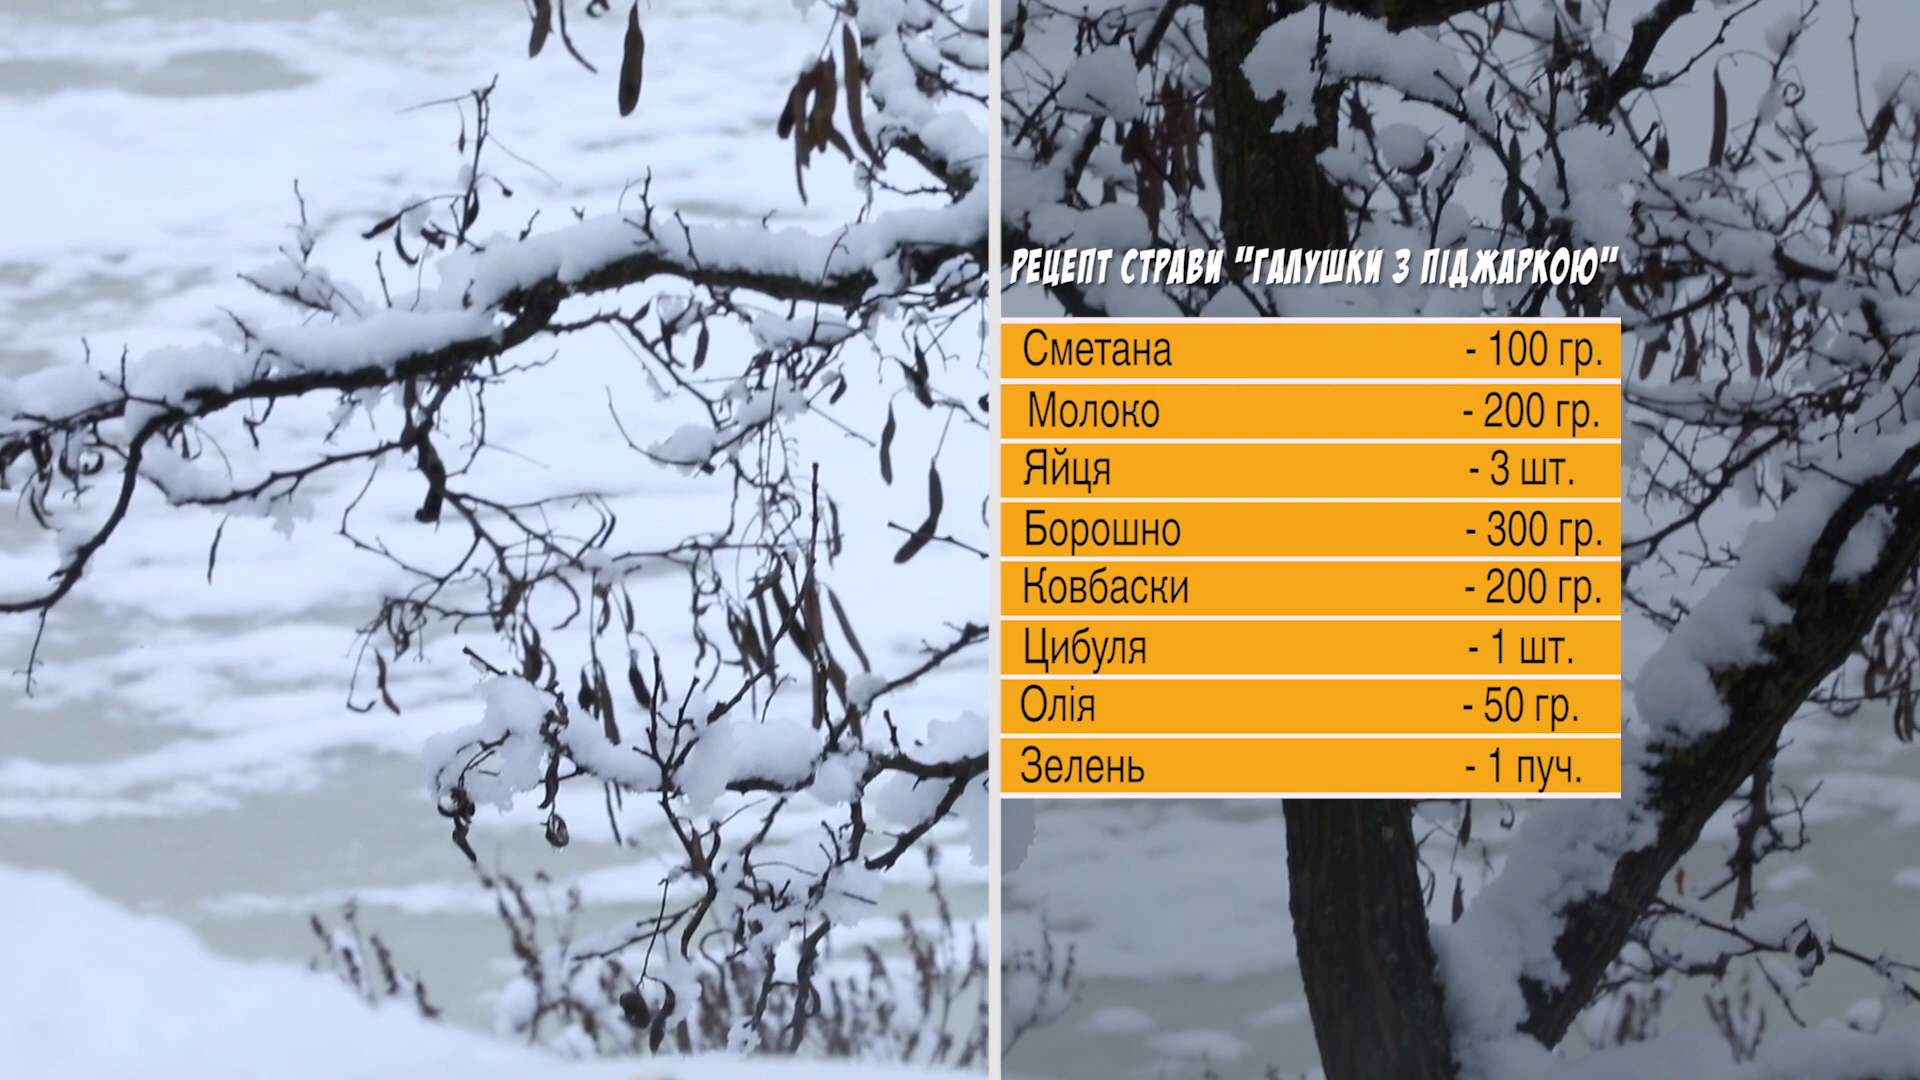 РЕЦЕПТ СТРАВИ "ГАЛУШКИ З ПІДЖАРКОЮ"
Сметана - 100 гр.
Молоко - 200 гр.
Яйця - 3 шт.
Борошно - 300 гр.
Ковбаски - 200 гр.
Цибуля - 1 шт.
Олія - 50 гр.
Зелень - 1 пуч.